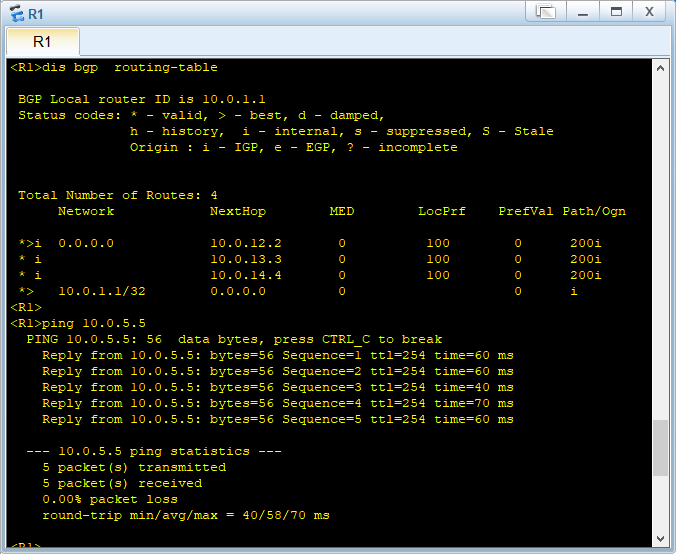 R1
R1
<R1>dis bgp  routing-table
BGP Local router ID is 10.0.1.1
Status codes: * - valid, > - best, d - damped,
h - history,  i - internal, s - suppressed, S - Stale
Origin : i - IGP, e - EGP, ? - incomplete
Total Number of Routes: 4
Network            NextHop        MED        LocPrf    PrefVal Path/Ogn
*>i  0.0.0.0            10.0.12.2       0          100        0      200i
* i                     10.0.13.3       0          100        0      200i
* i                     10.0.14.4       0          100        0      200i
*>   10.0.1.1/32        0.0.0.0         0                     0      i
<R1>
<R1>ping 10.0.5.5
PING 10.0.5.5: 56  data bytes, press CTRL_C to break
Reply from 10.0.5.5: bytes=56 Sequence=1 ttl=254 time=60 ms
Reply from 10.0.5.5: bytes=56 Sequence=2 ttl=254 time=60 ms
Reply from 10.0.5.5: bytes=56 Sequence=3 ttl=254 time=40 ms
Reply from 10.0.5.5: bytes=56 Sequence=4 ttl=254 time=70 ms
Reply from 10.0.5.5: bytes=56 Sequence=5 ttl=254 time=60 ms
--- 10.0.5.5 ping statistics ---
5 packet(s) transmitted
5 packet(s) received
0.00% packet loss
round-trip min/avg/max = 40/58/70 ms
<R1>